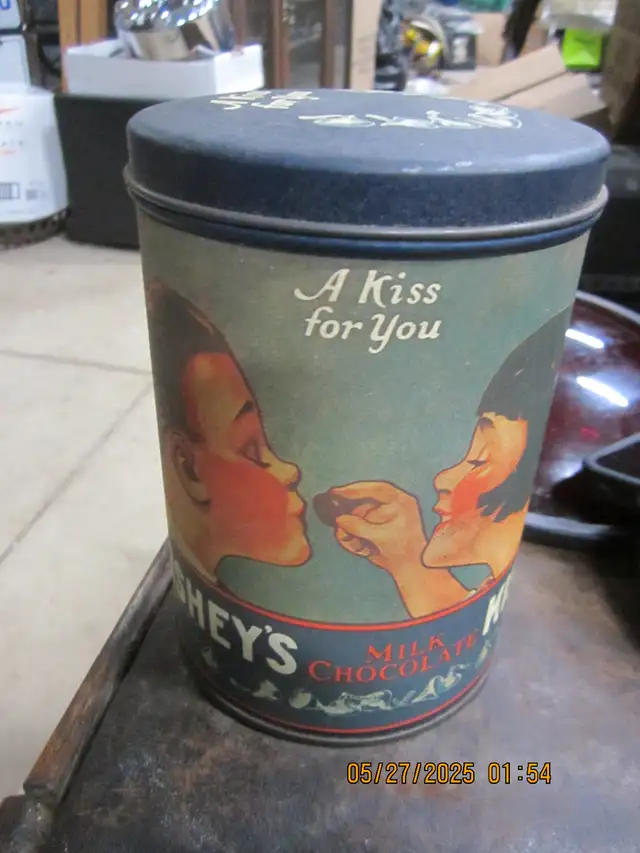 A Kiss
for You
SHEY'S
MILK
CHOCOLATE
05/27/2025 01:54